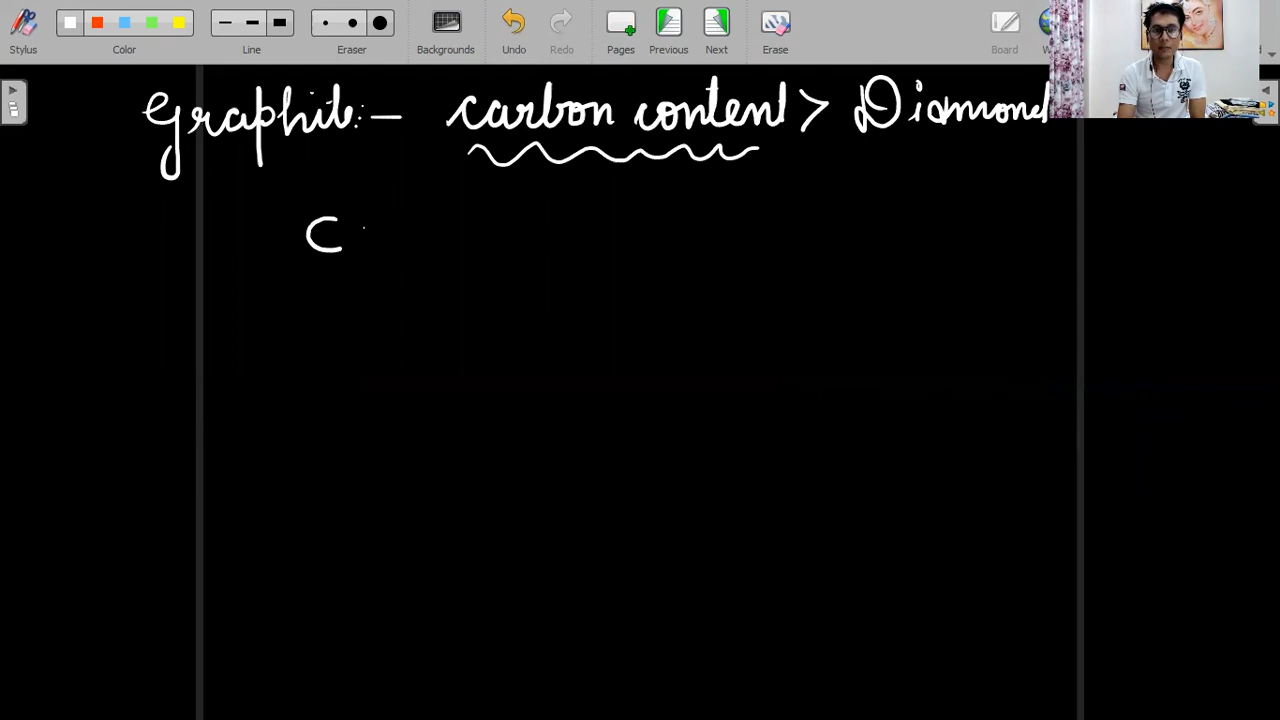 Stylus Color Line Eraser Backgrounds Undo Redo Pages Previous Next Erase Board
Graphite:- carbon content > Diamond
C